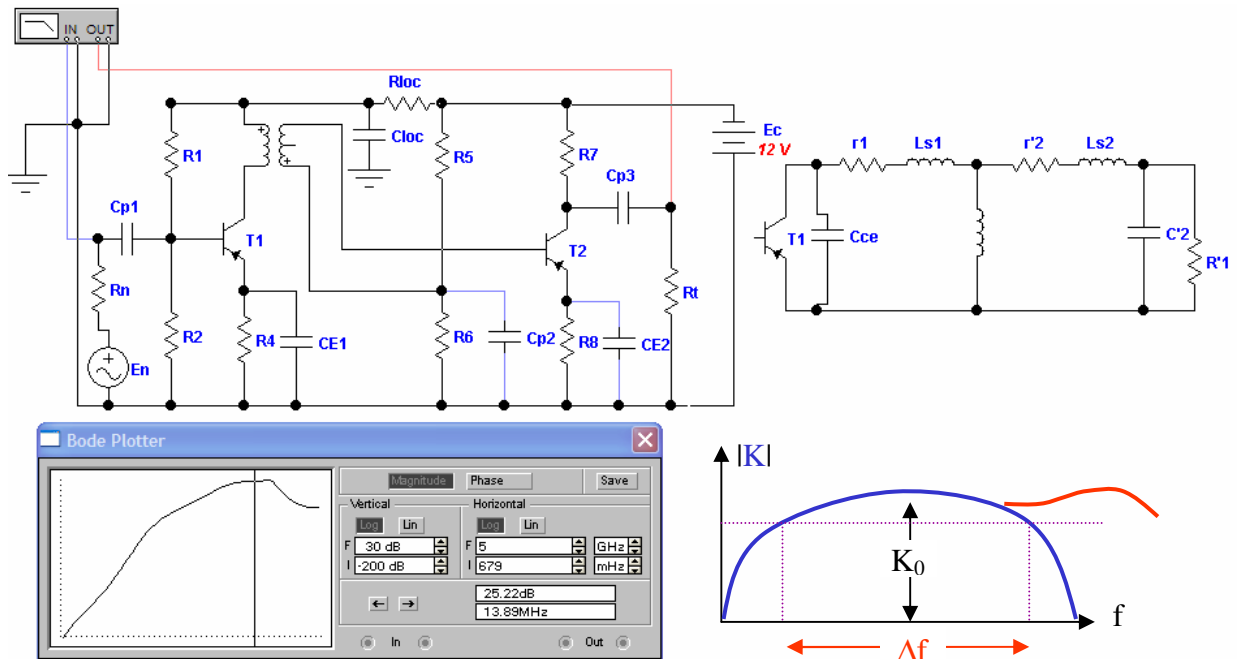 IN OUT
Rloc
Cloc
R1
R5
R7
Ec
12 V
r1
Ls1
r'2
Ls2
Cp1
Cp3
T1
T2
T1
Cce
C'2
R'1
Rn
Rt
R2
R4
CE1
R6
Cp2
R8
CE2
En
Bode Plotter
Magnitude
Phase
Save
Vertical
Horizontal
Log
Lin
Log
Lin
F 30 dB
F 5 GHz
I -200 dB
I 679 mHz
25.22dB
13.89MHz
In
Out
|K|
K0
f
Δf